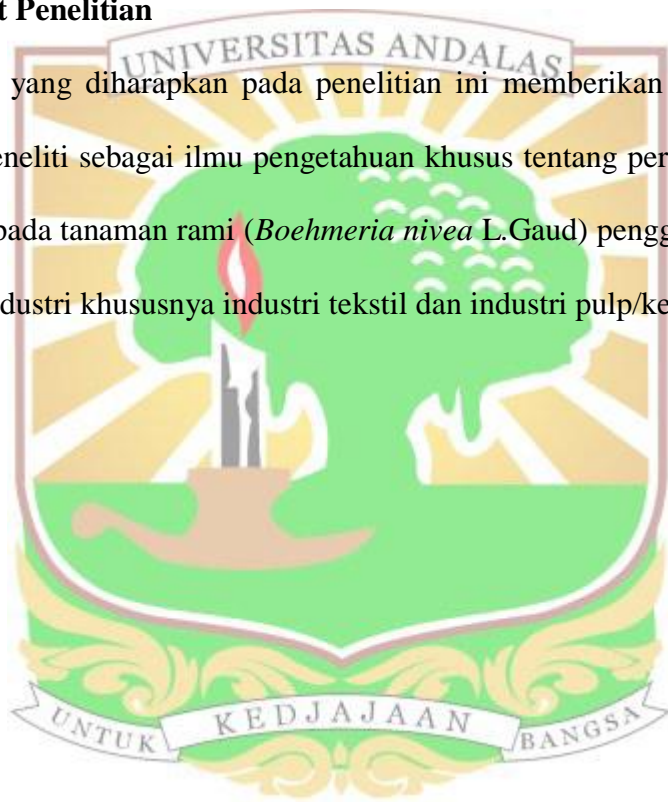 t Penelitian
UNIVERSITAS ANDALAS
yang diharapkan pada penelitian ini memberikan
eneliti sebagai ilmu pengetahuan khusus tentang per
pada tanaman rami (Boehmeria nivea L.Gaud) pengg
dustri khususnya industri tekstil dan industri pulp/ke
UNTUK KEDJAJAAN BANGSA